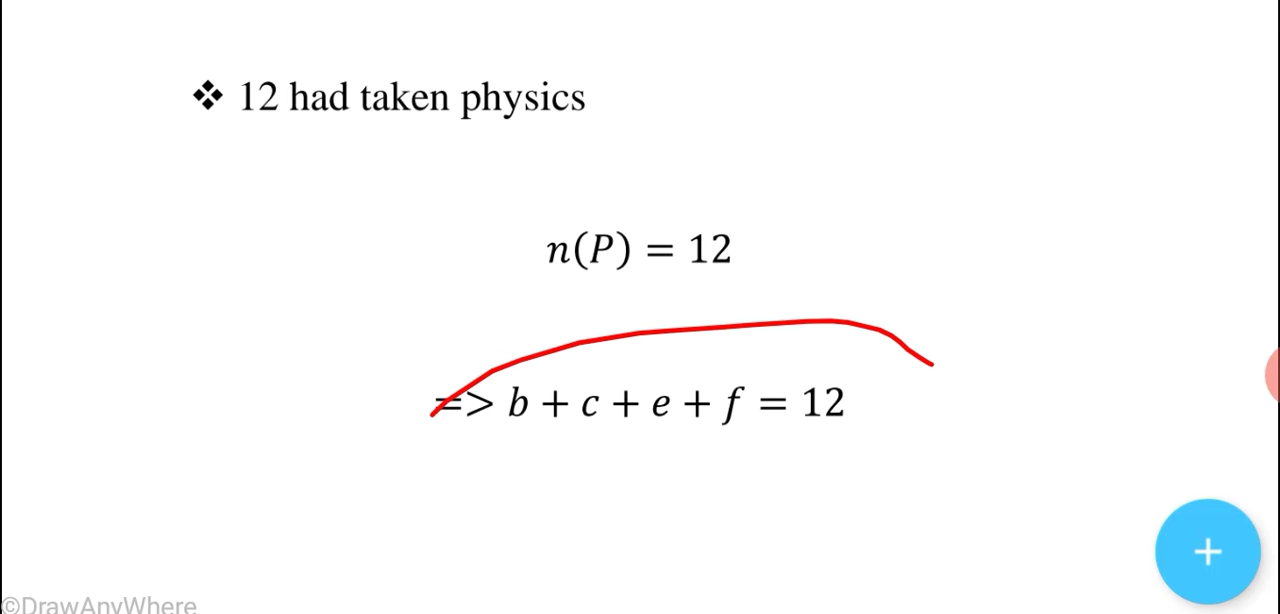 ❖ 12 had taken physics
n(P) = 12
=> b + c + e + f = 12
+
©DrawAnyWhere